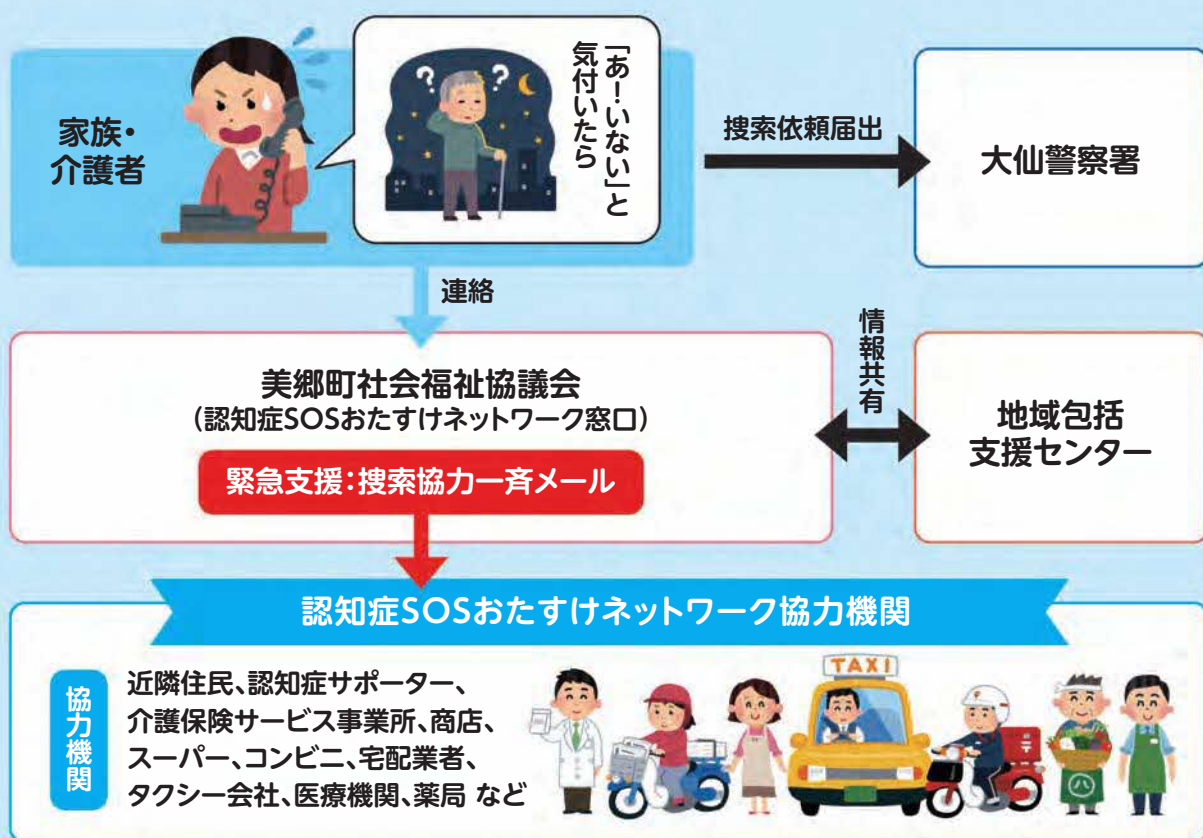 家族・
介護者
「あ！いない」と
気付いたら
? ?
捜索依頼届出
大仙警察署
連絡
美郷町社会福祉協議会
(認知症SOSおたすけネットワーク窓口)
緊急支援：捜索協力一斉メール
情報共有
地域包括
支援センター
認知症SOSおたすけネットワーク協力機関
協力機関
近隣住民、認知症サポーター、
介護保険サービス事業所、商店、
スーパー、コンビニ、宅配業者、
タクシー会社、医療機関、薬局 など
TAXI
〒
八